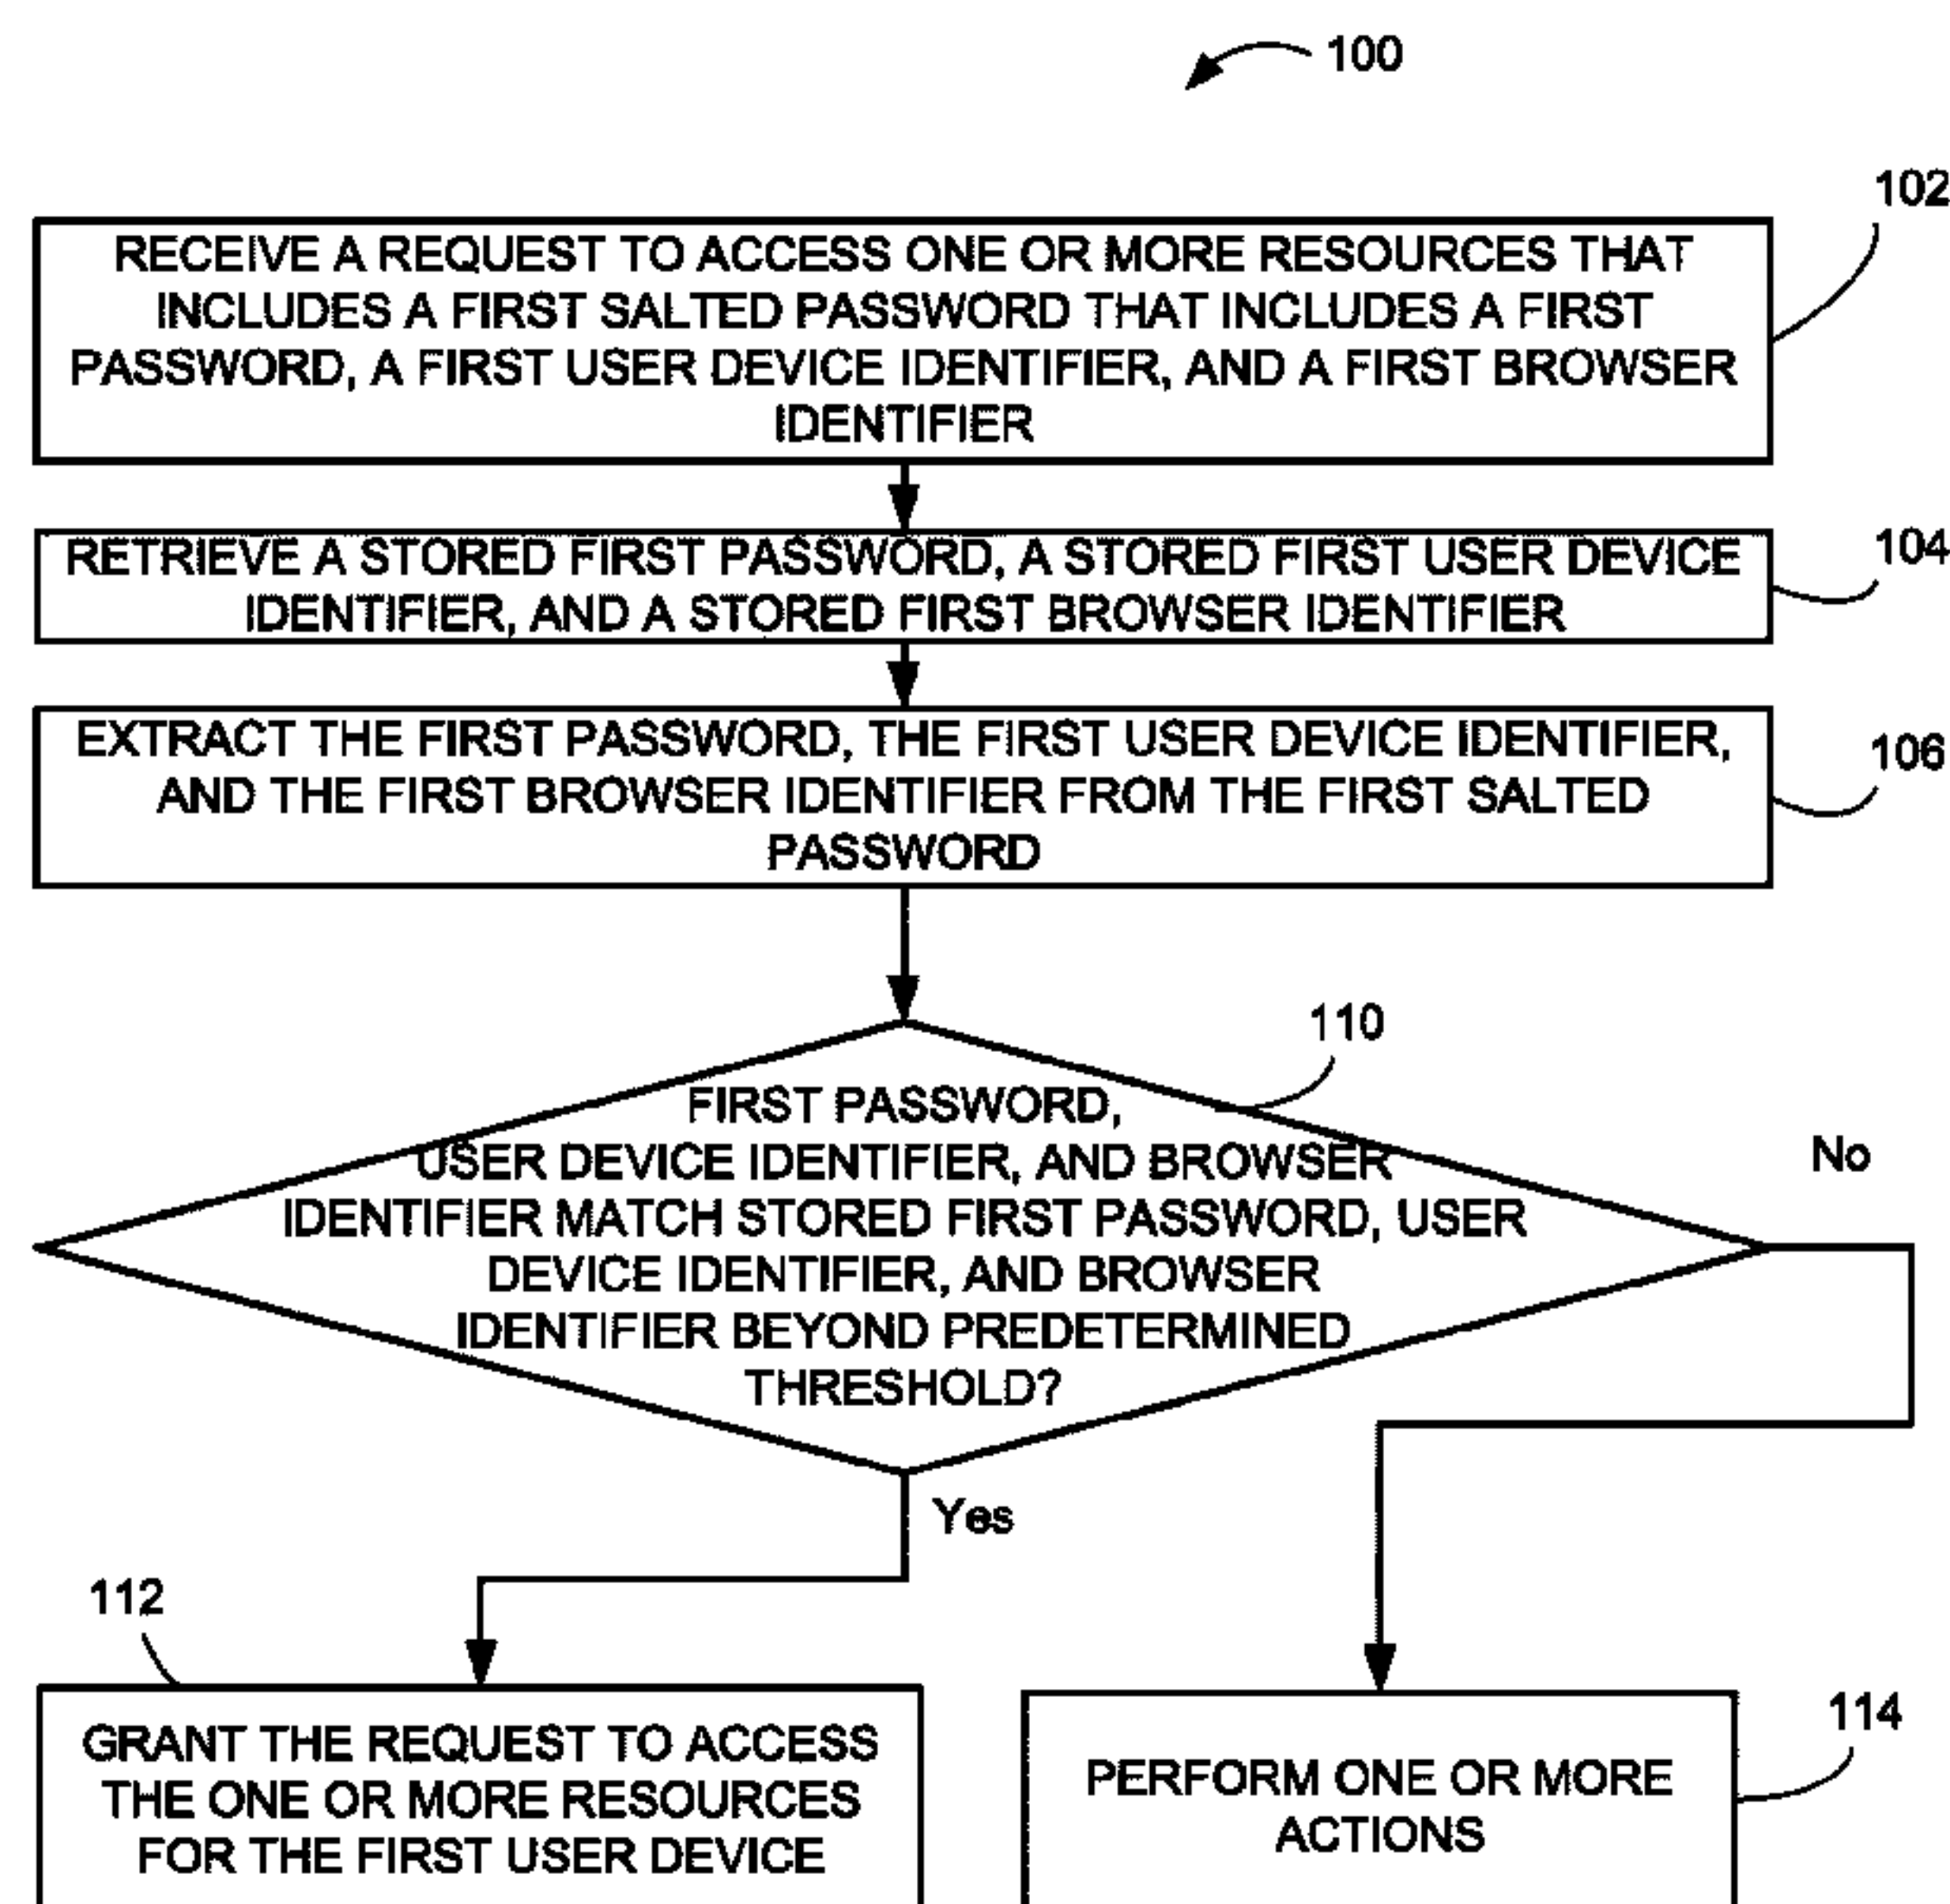 100
102
RECEIVE A REQUEST TO ACCESS ONE OR MORE RESOURCES THAT
INCLUDES A FIRST SALTED PASSWORD THAT INCLUDES A FIRST
PASSWORD, A FIRST USER DEVICE IDENTIFIER, AND A FIRST BROWSER
IDENTIFIER
104
RETRIEVE A STORED FIRST PASSWORD, A STORED FIRST USER DEVICE
IDENTIFIER, AND A STORED FIRST BROWSER IDENTIFIER
106
EXTRACT THE FIRST PASSWORD, THE FIRST USER DEVICE IDENTIFIER,
AND THE FIRST BROWSER IDENTIFIER FROM THE FIRST SALTED
PASSWORD
110
FIRST PASSWORD,
USER DEVICE IDENTIFIER, AND BROWSER
IDENTIFIER MATCH STORED FIRST PASSWORD, USER
DEVICE IDENTIFIER, AND BROWSER
IDENTIFIER BEYOND PREDETERMINED
THRESHOLD?
No
Yes
112
GRANT THE REQUEST TO ACCESS
THE ONE OR MORE RESOURCES
FOR THE FIRST USER DEVICE
114
PERFORM ONE OR MORE
ACTIONS